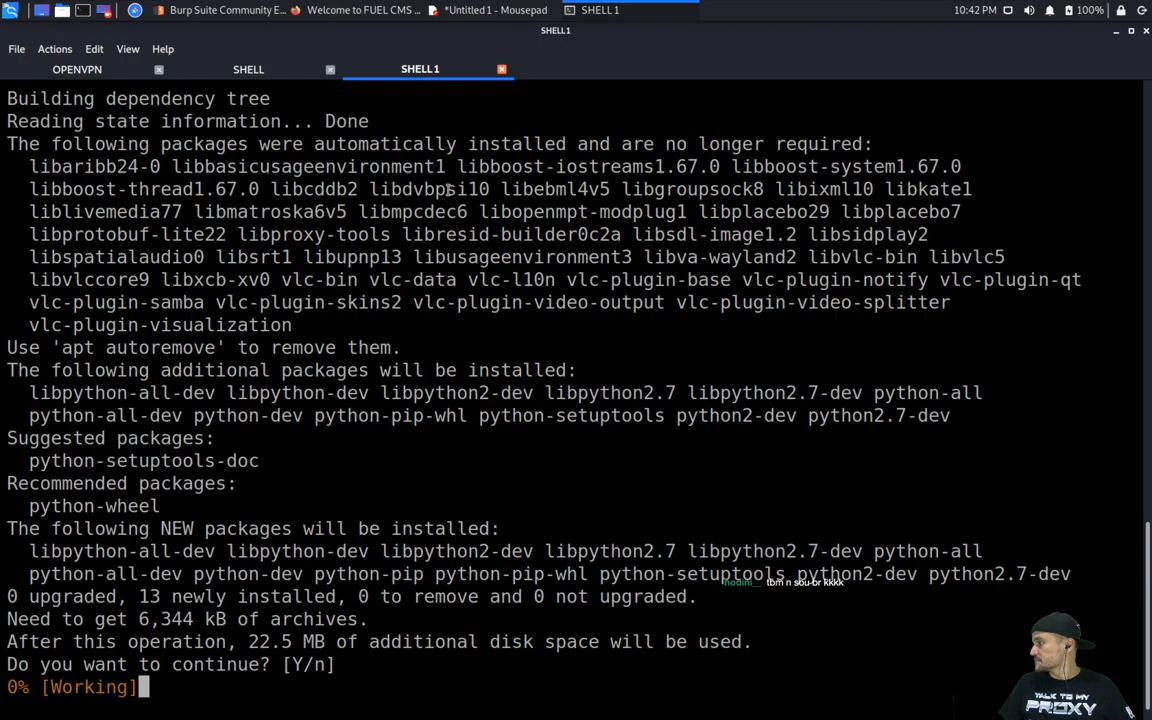 Burp Suite Community E...
Welcome to FUEL CMS ...
*Untitled 1 - Mousepad
SHELL1
10:42 PM
100%
SHELL1
File Actions Edit View Help
OPENVPN
SHELL
SHELL1
Building dependency tree
Reading state information... Done
The following packages were automatically installed and are no longer required:
libaribb24-0 libbasicusageenvironment1 libboost-iostreams1.67.0 libboost-system1.67.0
libboost-thread1.67.0 libcddb2 libdvbpsi10 libebml4v5 libgroupsock8 libixml10 libkate1
liblivemedia77 libmatroska6v5 libmpcdec6 libopenmpt-modplug1 libplacebo29 libplacebo7
libprotobuf-lite22 libproxy-tools libresid-builder0c2a libsdl-image1.2 libsidplay2
libspatialaudio0 libsrt1 libupnp13 libusageenvironment3 libva-wayland2 libvlc-bin libvlc5
libvlccore9 libxcb-xv0 vlc-bin vlc-data vlc-l10n vlc-plugin-base vlc-plugin-notify vlc-plugin-qt
vlc-plugin-samba vlc-plugin-skins2 vlc-plugin-video-output vlc-plugin-video-splitter
vlc-plugin-visualization
Use 'apt autoremove' to remove them.
The following additional packages will be installed:
libpython-all-dev libpython-dev libpython2-dev libpython2.7 libpython2.7-dev python-all
python-all-dev python-dev python-pip-whl python-setuptools python2-dev python2.7-dev
Suggested packages:
python-setuptools-doc
Recommended packages:
python-wheel
The following NEW packages will be installed:
libpython-all-dev libpython-dev libpython2-dev libpython2.7 libpython2.7-dev python-all
python-all-dev python-dev python-pip python-pip-whl python-setuptools python2-dev python2.7-dev
hodini__ tbm n sou br kkkk
0 upgraded, 13 newly installed, 0 to remove and 0 not upgraded.
Need to get 6,344 kB of archives.
After this operation, 22.5 MB of additional disk space will be used.
Do you want to continue? [Y/n]
0% [Working]
TALK TO MY
PROXY